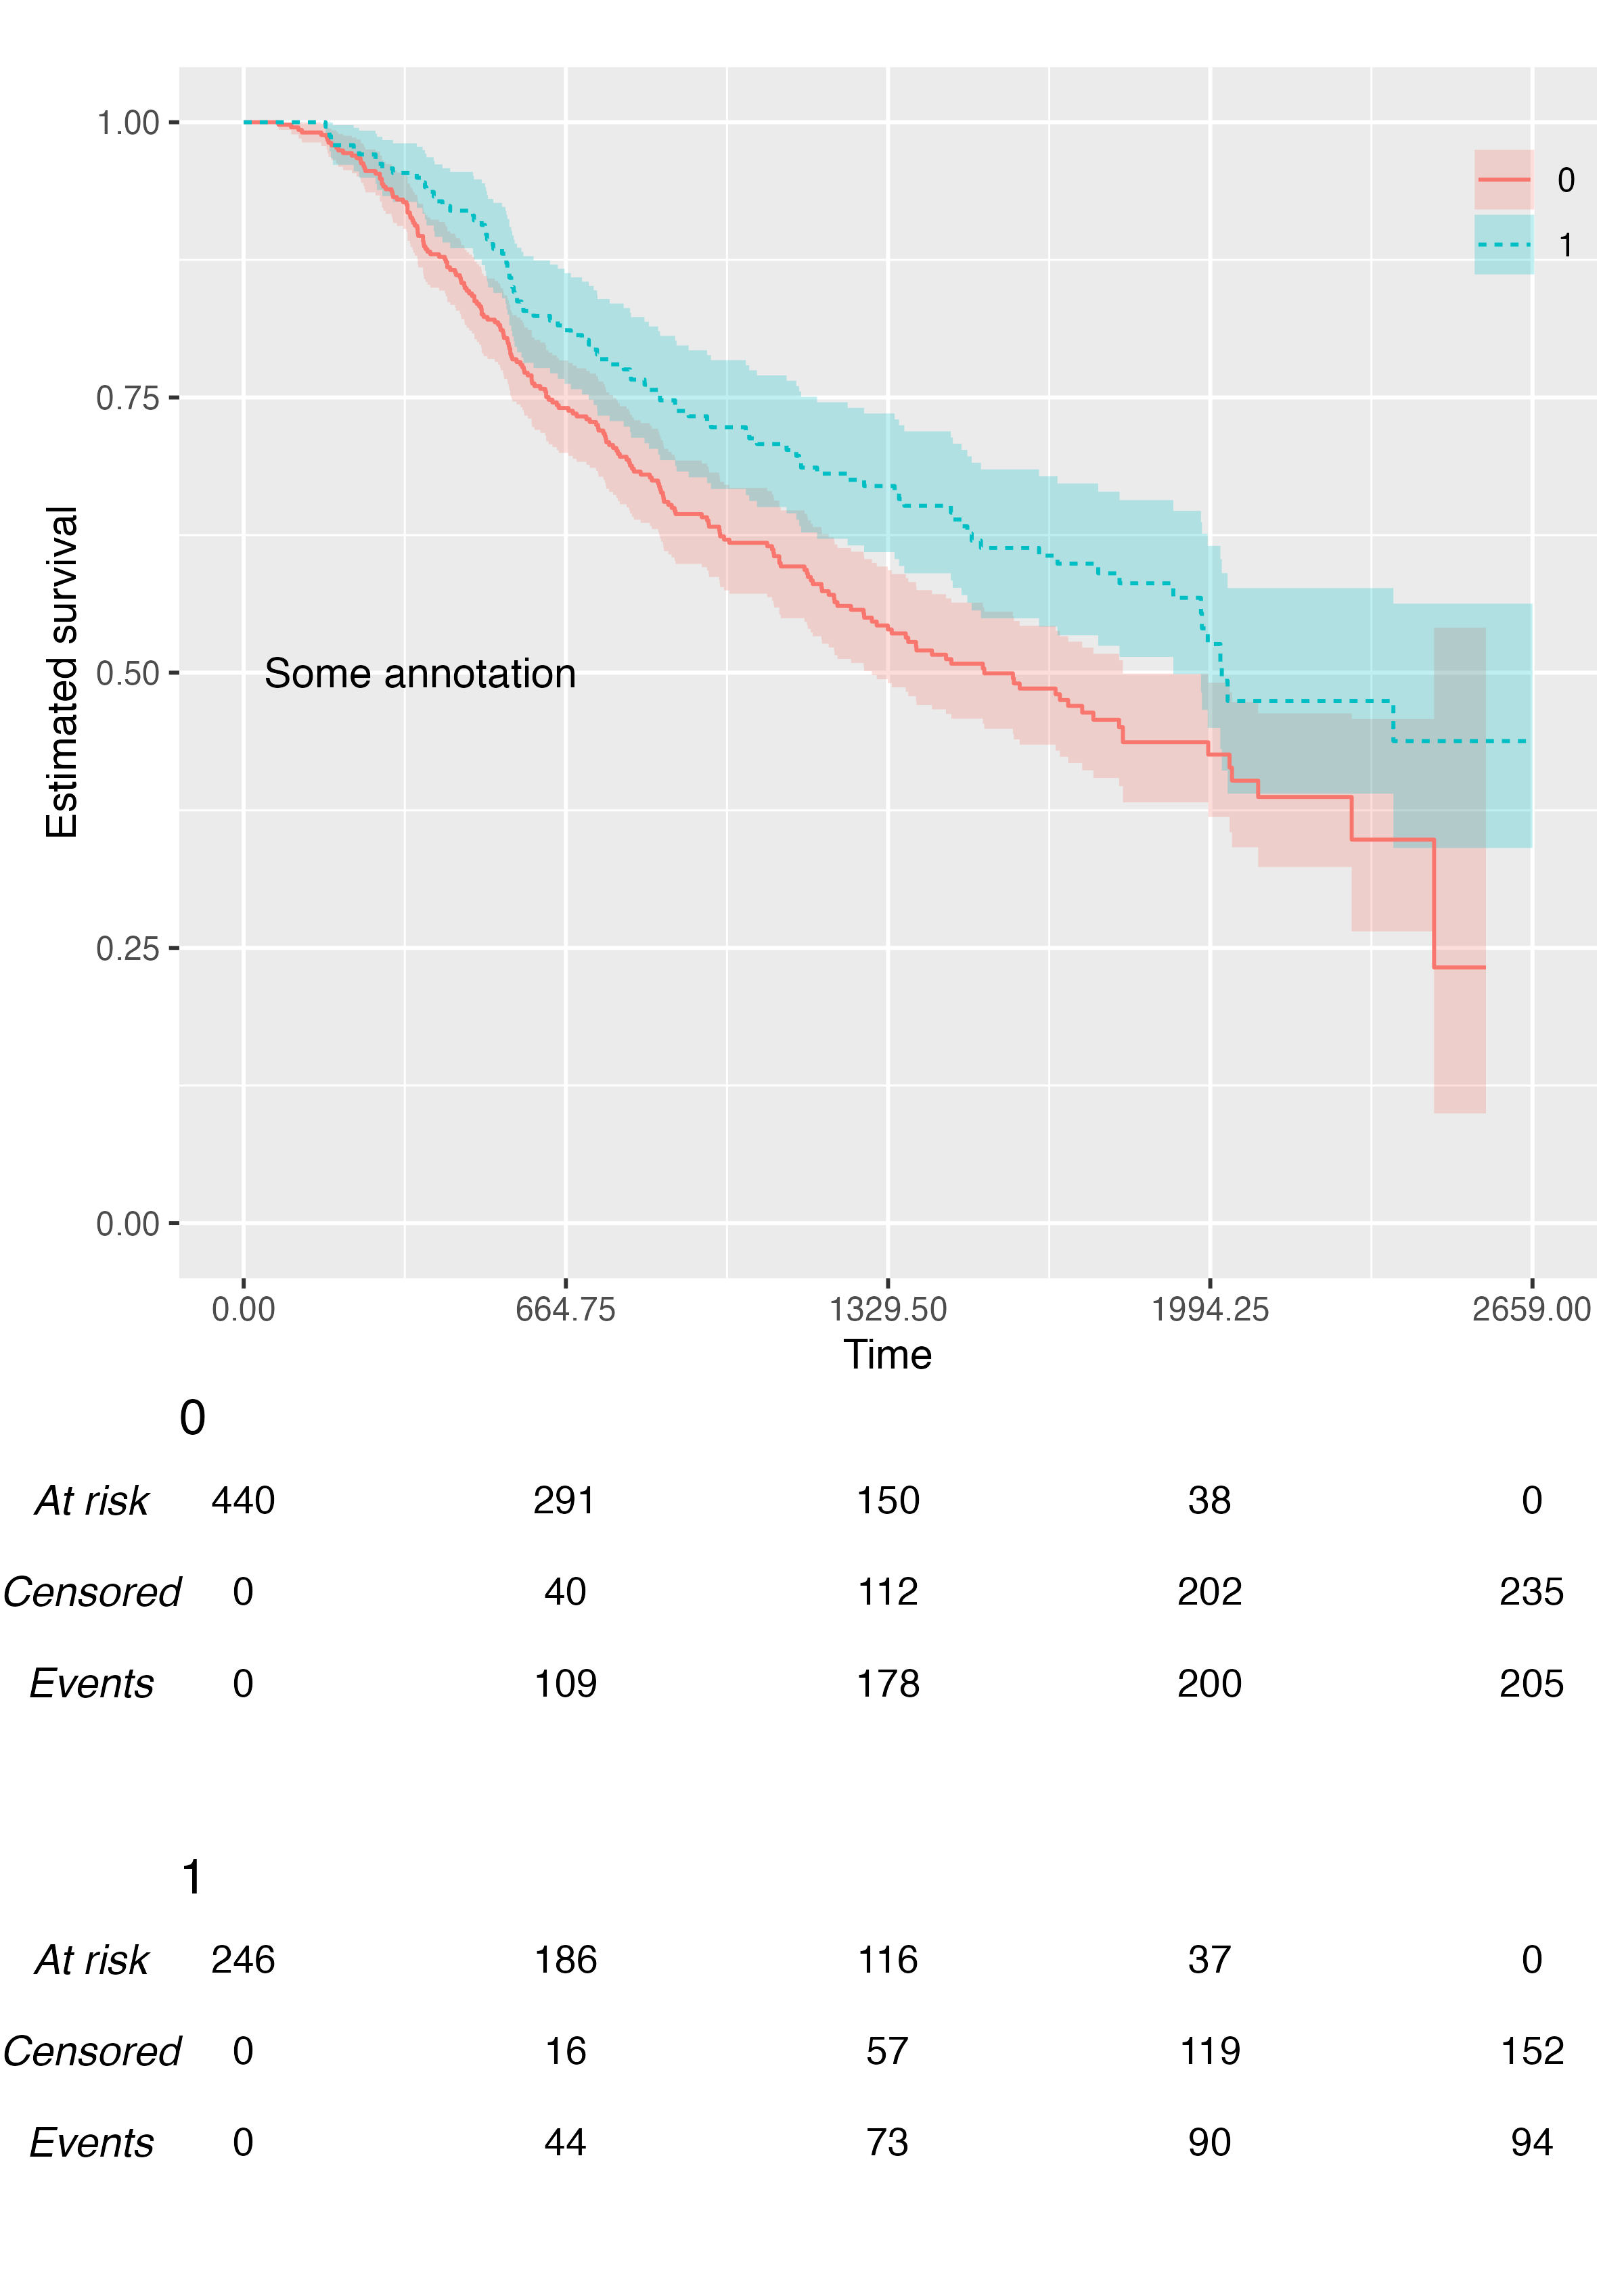 1.00
0.75
0.50
0.25
0.00
Estimated survival
Some annotation
0
1
0.00 664.75 1329.50 1994.25 2659.00
Time
0
At risk 440 291 150 38 0
Censored 0 40 112 202 235
Events 0 109 178 200 205
1
At risk 246 186 116 37 0
Censored 0 16 57 119 152
Events 0 44 73 90 94